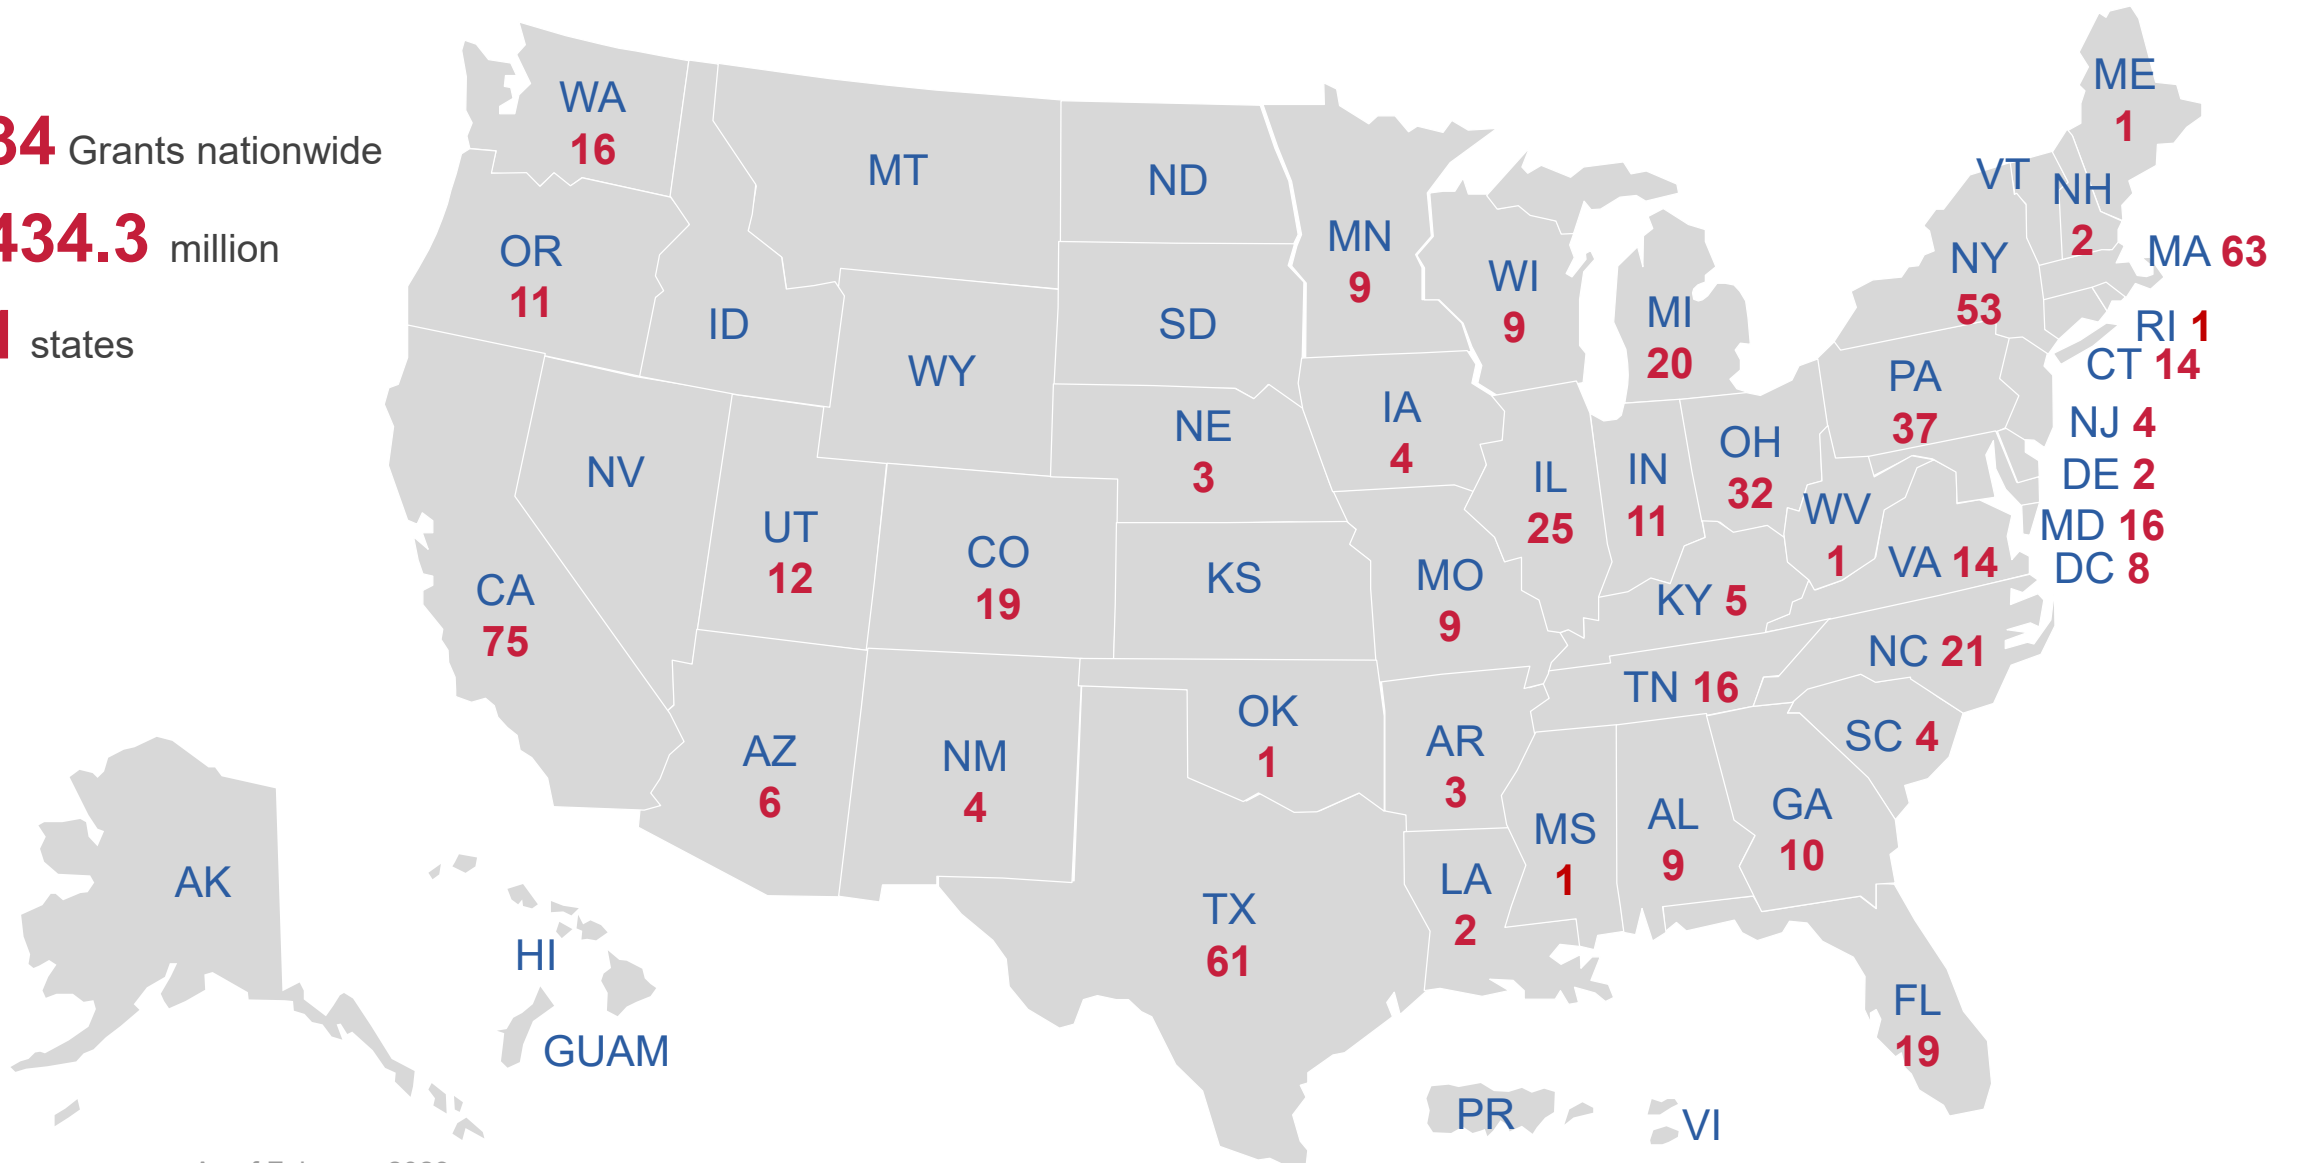 34 Grants nationwide
434.3 million
1 states
WA
16
OR
11
CA
75
NV
ID
MT
WY
UT
12
CO
19
AZ
6
NM
4
ND
SD
NE
3
KS
OK
1
TX
61
MN
9
IA
4
MO
9
AR
3
LA
2
WI
9
IL
25
MI
20
IN
11
OH
32
KY 5
TN 16
MS
1
AL
9
GA
10
FL
19
SC 4
NC 21
VA 14
WV
1
PA
37
NY
53
VT
NH
2
ME
1
MA 63
RI 1
CT 14
NJ 4
DE 2
MD 16
DC 8
AK
HI
GUAM
PR
VI